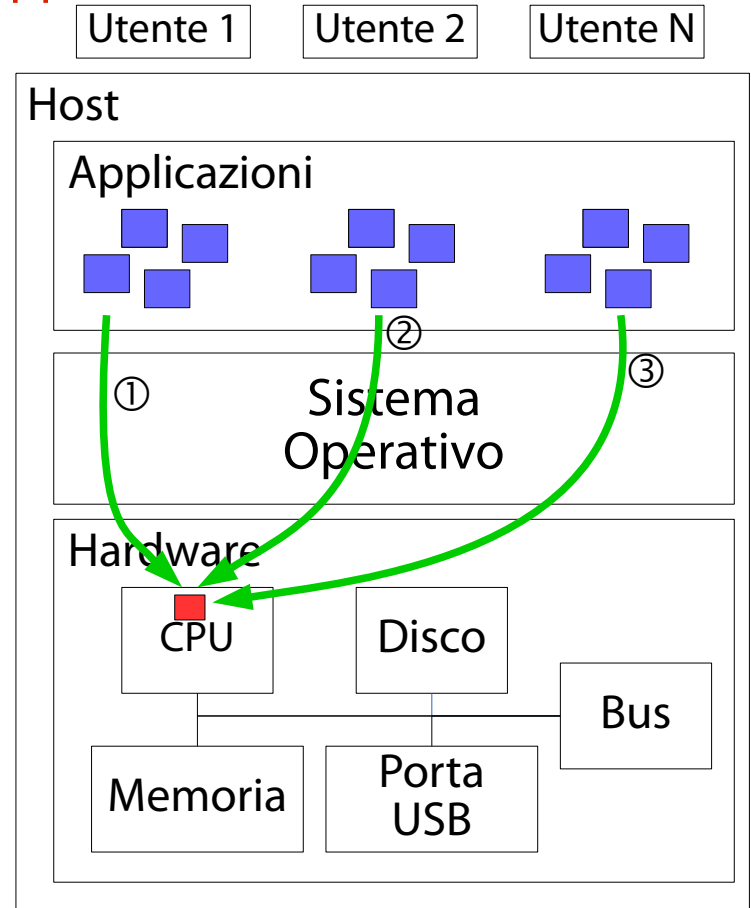 Utente 1
Utente 2
Utente N
Host
Applicazioni
①
②
③
Sistema
Operativo
Hardware
CPU
Disco
Bus
Memoria
Porta
USB